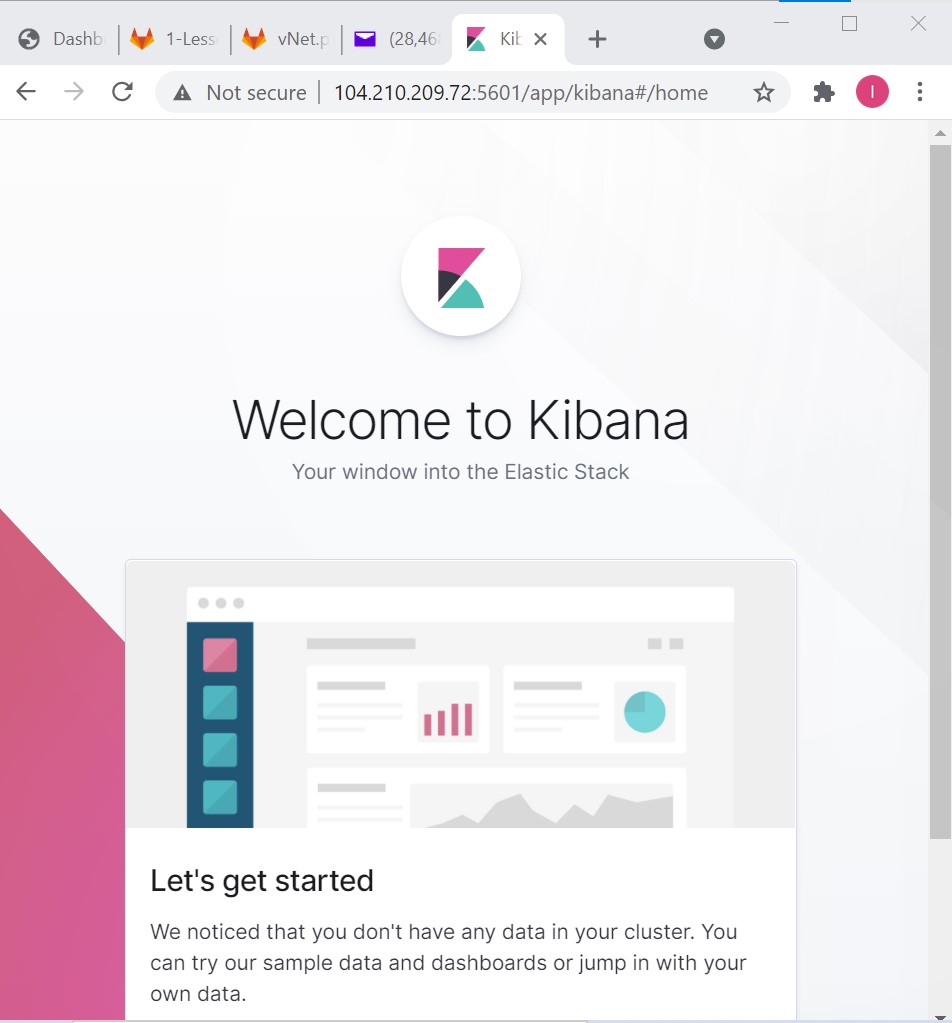 Dashb
1-Less
vNet.p
(28,46
Kib
Not secure
104.210.209.72:5601/app/kibana#/home
I
Welcome to Kibana
Your window into the Elastic Stack
Let's get started
We noticed that you don't have any data in your cluster. You
can try our sample data and dashboards or jump in with your
own data.